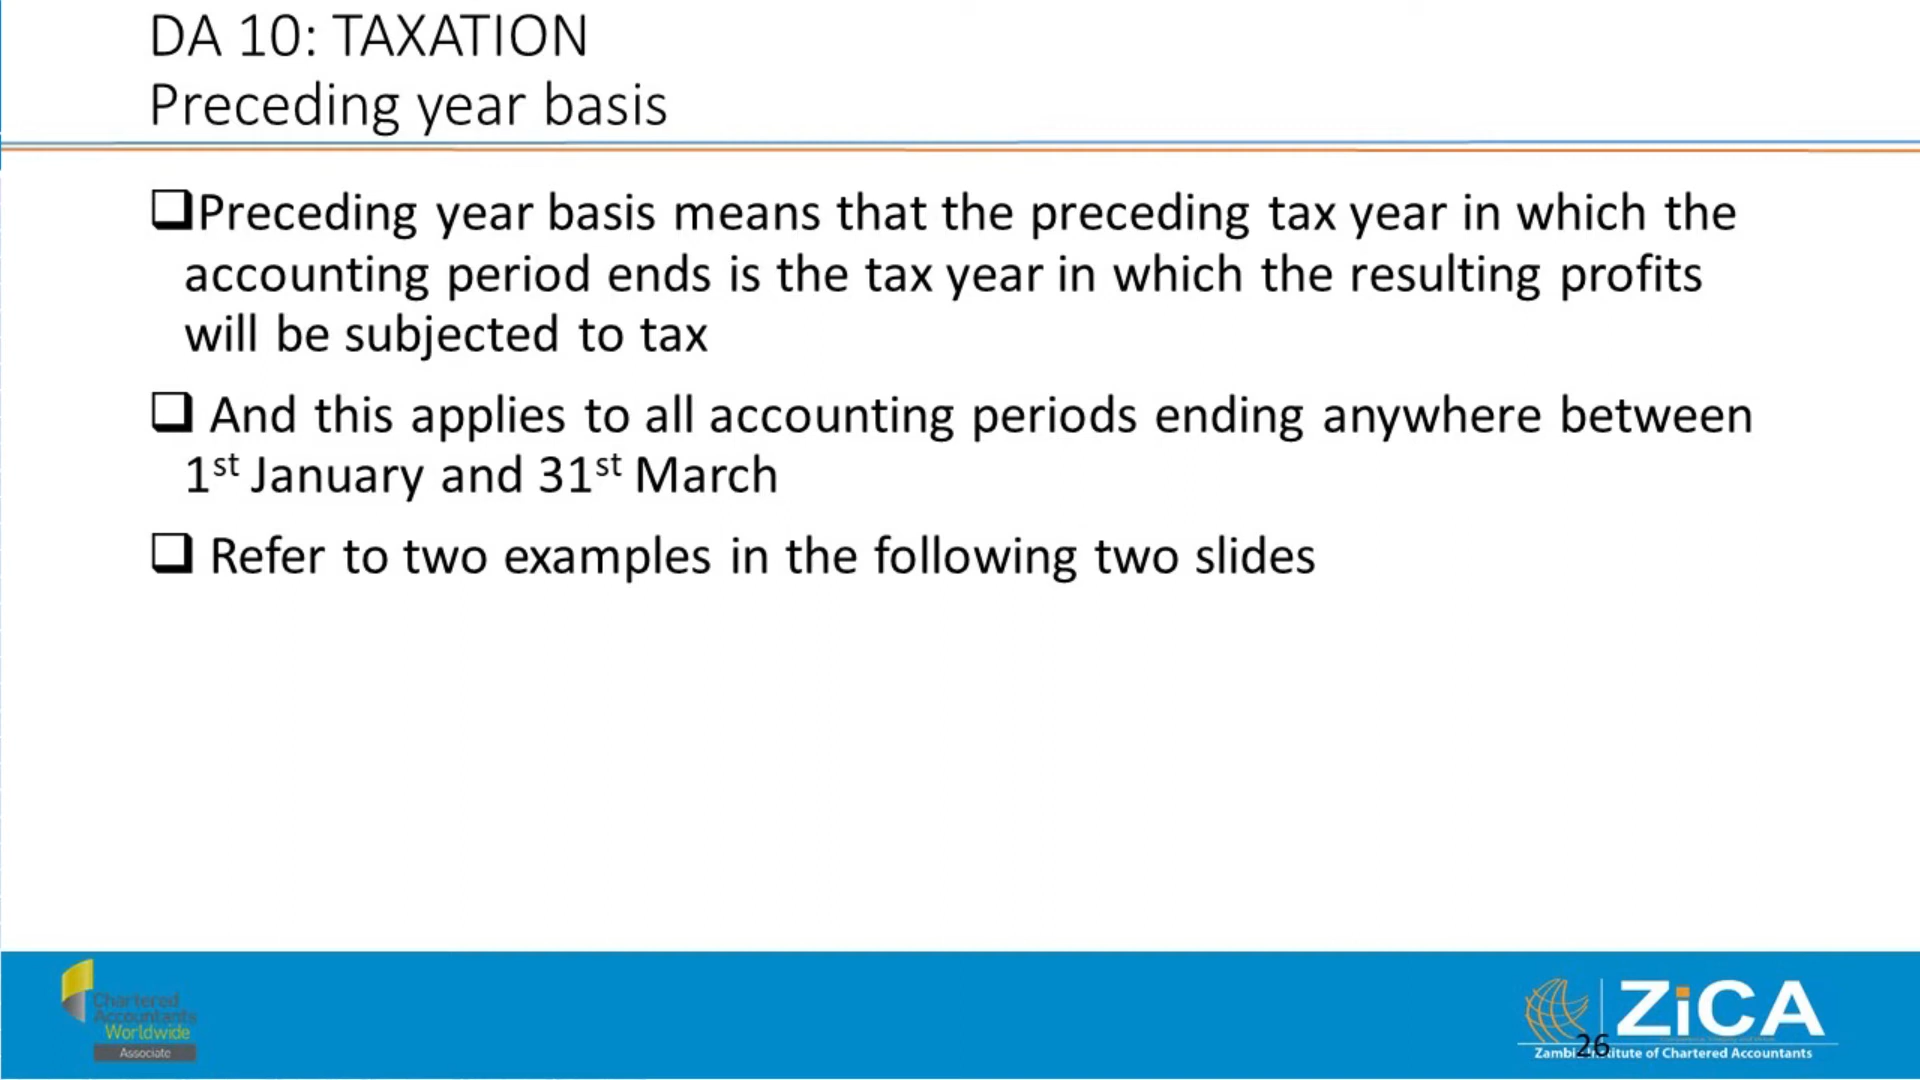 DA 10: TAXATION
Preceding year basis
Preceding year basis means that the preceding tax year in which the
accounting period ends is the tax year in which the resulting profits
will be subjected to tax
And this applies to all accounting periods ending anywhere between
1st January and 31st March
Refer to two examples in the following two slides
Chartered
Accountants
Worldwide
Associate
ZiCA
26
Zambia Institute of Chartered Accountants